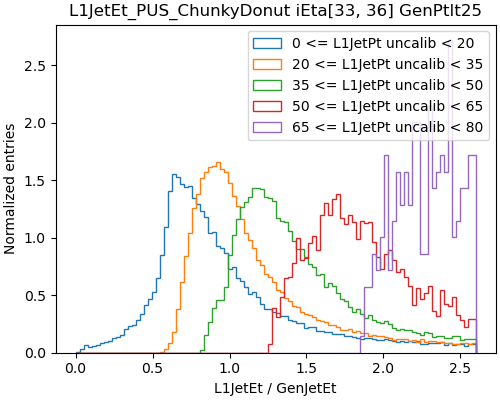 L1JetEt_PUS_ChunkyDonut iEta[33, 36] GenPtlt25
0 <= L1JetPt uncalib < 20
20 <= L1JetPt uncalib < 35
35 <= L1JetPt uncalib < 50
50 <= L1JetPt uncalib < 65
65 <= L1JetPt uncalib < 80
Normalized entries
2.5
2.0
1.5
1.0
0.5
0.0
0.0 0.5 1.0 1.5 2.0 2.5
L1JetEt / GenJetEt